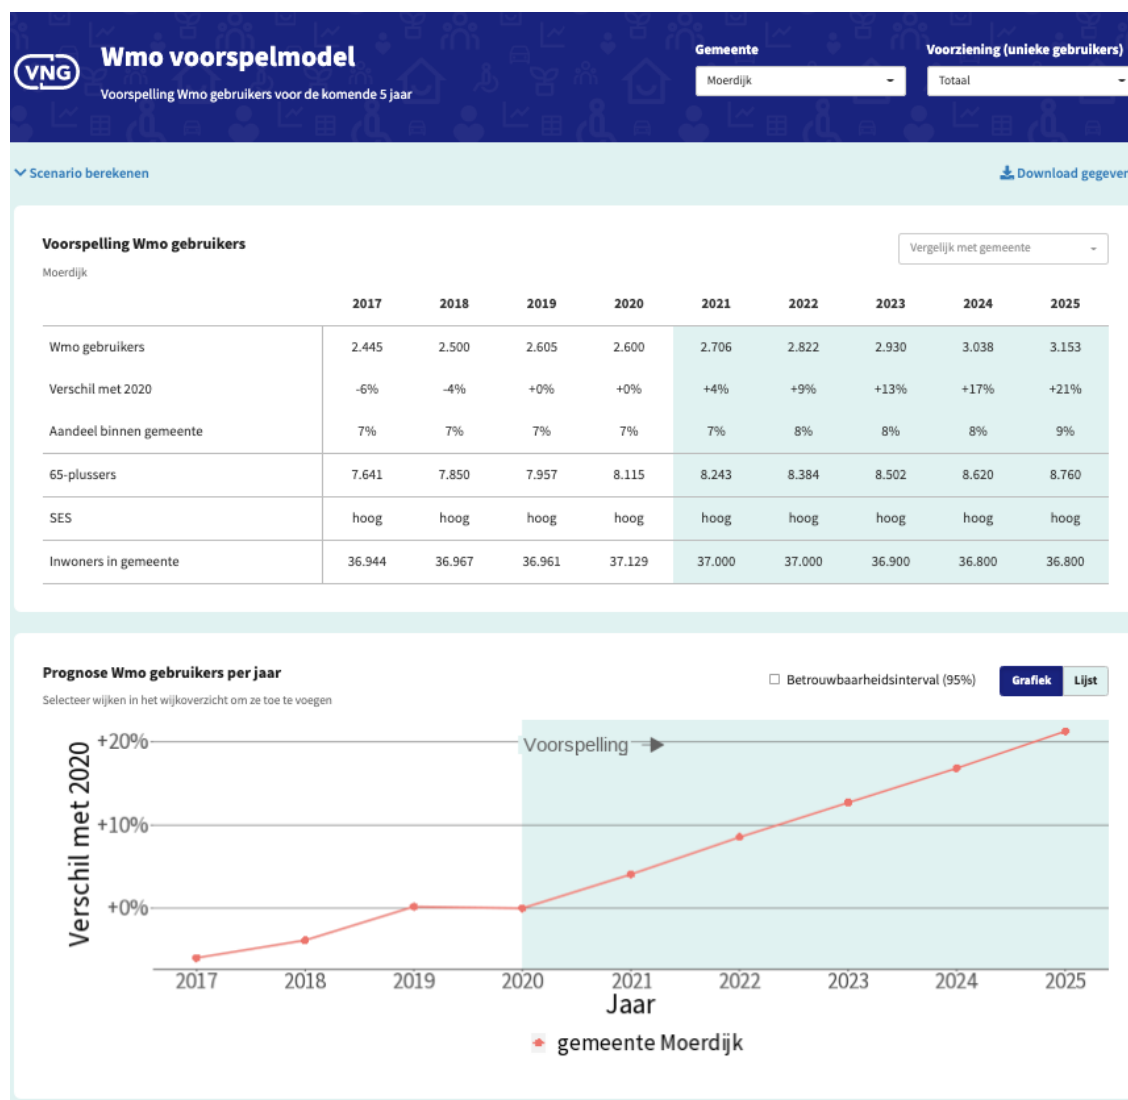 VNG
Wmo voorspelmodel
Voorspelling Wmo gebruikers voor de komende 5 jaar
Gemeente
Moerdijk
Voorziening (unieke gebruikers)
Totaal
Scenario berekenen
Download gegeven
Voorspelling Wmo gebruikers
Moerdijk
Vergelijk met gemeente
2017 2018 2019 2020 2021 2022 2023 2024 2025
Wmo gebruikers 2.445 2.500 2.605 2.600 2.706 2.822 2.930 3.038 3.153
Verschil met 2020 -6% -4% +0% +0% +4% +9% +13% +17% +21%
Aandeel binnen gemeente 7% 7% 7% 7% 7% 8% 8% 8% 9%
65-plussers 7.641 7.850 7.957 8.115 8.243 8.384 8.502 8.620 8.760
SES hoog hoog hoog hoog hoog hoog hoog hoog hoog
Inwoners in gemeente 36.944 36.967 36.961 37.129 37.000 37.000 36.900 36.800 36.800
Prognose Wmo gebruikers per jaar
Selecteer wijken in het wijkoverzicht om ze toe te voegen
Betrouwbaarheidsinterval (95%)
Grafiek Lijst
Verschil met 2020
+20%
+10%
+0%
Voorspelling
2017 2018 2019 2020 2021 2022 2023 2024 2025
Jaar
gemeente Moerdijk